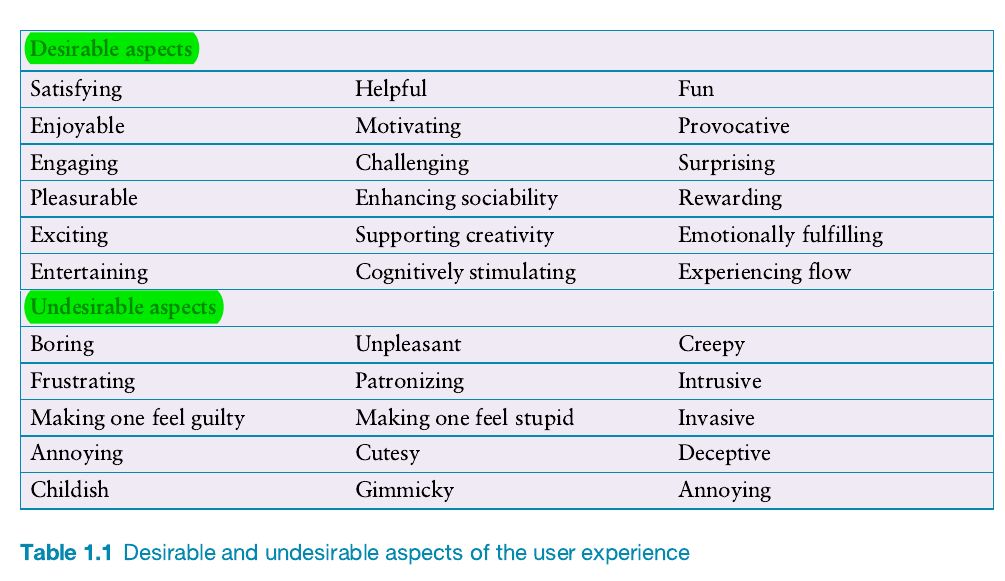 Desirable aspects
Satisfying Helpful Fun
Enjoyable Motivating Provocative
Engaging Challenging Surprising
Pleasurable Enhancing sociability Rewarding
Exciting Supporting creativity Emotionally fulfilling
Entertaining Cognitively stimulating Experiencing flow
Undesirable aspects
Boring Unpleasant Creepy
Frustrating Patronizing Intrusive
Making one feel guilty Making one feel stupid Invasive
Annoying Cutesy Deceptive
Childish Gimmicky Annoying
Table 1.1 Desirable and undesirable aspects of the user experience